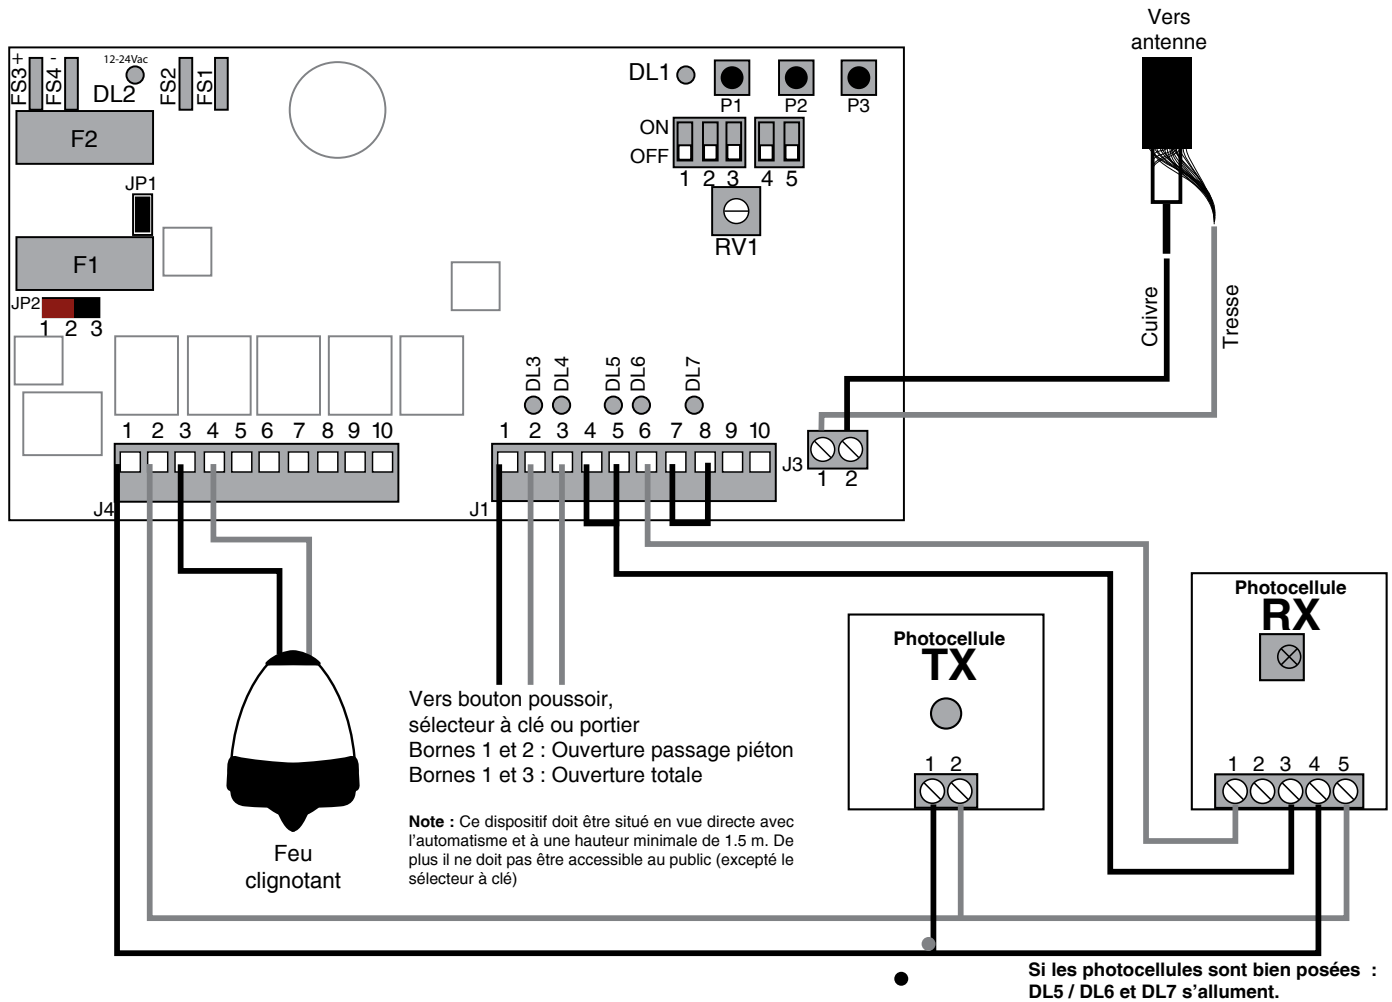 Vers
antenne
FS3 +
FS4 -
12-24Vac
DL2
FS2
FS1
DL1
P1 P2 P3
F2
ON
OFF
1 2 3 4 5
JP1
RV1
F1
JP2
1 2 3
Cuivre
Tresse
DL3
DL4
DL5
DL6
DL7
1 2 3 4 5 6 7 8 9 10
J4
1 2 3 4 5 6 7 8 9 10
J1
J3
1 2
Photocellule
RX
1 2 3 4 5
Photocellule
TX
1 2
Vers bouton poussoir,
sélecteur à clé ou portier
Bornes 1 et 2 : Ouverture passage piéton
Bornes 1 et 3 : Ouverture totale
Note : Ce dispositif doit être situé en vue directe avec
l'automatisme et à une hauteur minimale de 1.5 m. De
plus il ne doit pas être accessible au public (excepté le
sélecteur à clé)
Feu
clignotant
Si les photocellules sont bien posées :
DL5 / DL6 et DL7 s'allument.